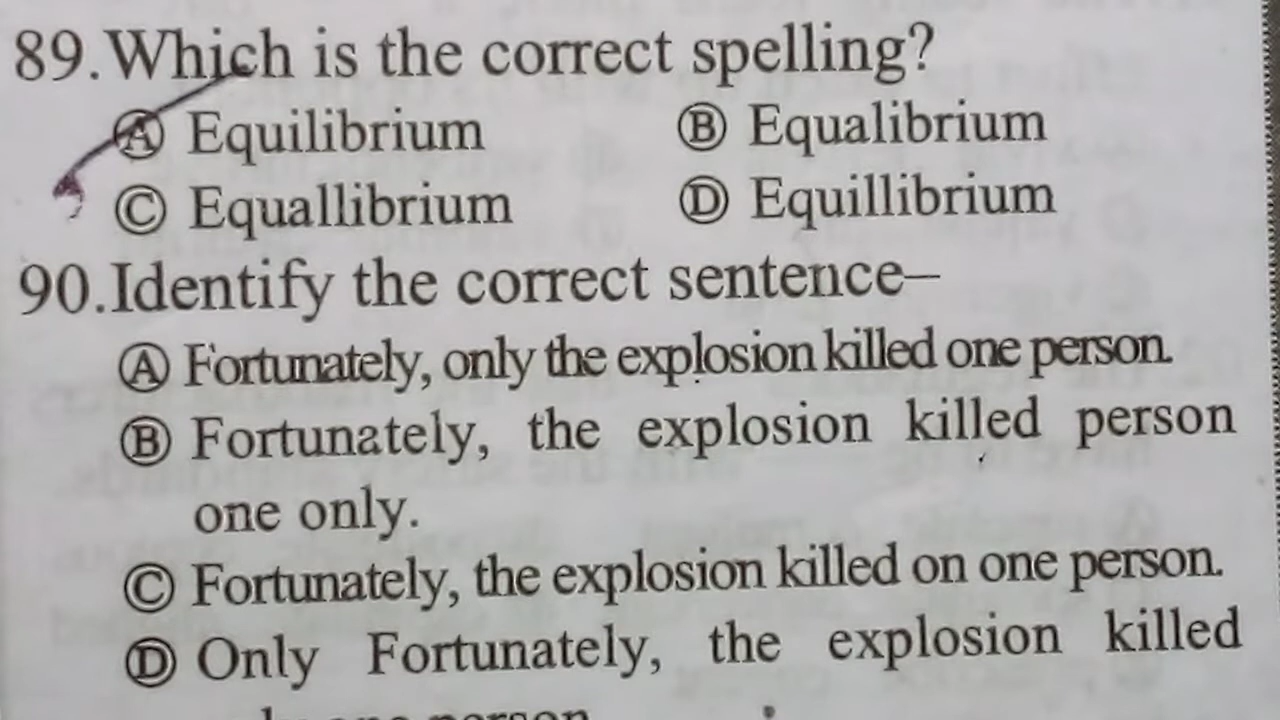 89. Which is the correct spelling?
Ⓐ Equilibrium Ⓑ Equalibrium
Ⓒ Equallibrium Ⓓ Equillibrium
90. Identify the correct sentence–
Ⓐ Fortunately, only the explosion killed one person.
Ⓑ Fortunately, the explosion killed person
one only.
Ⓒ Fortunately, the explosion killed on one person.
Ⓓ Only Fortunately, the explosion killed
one person